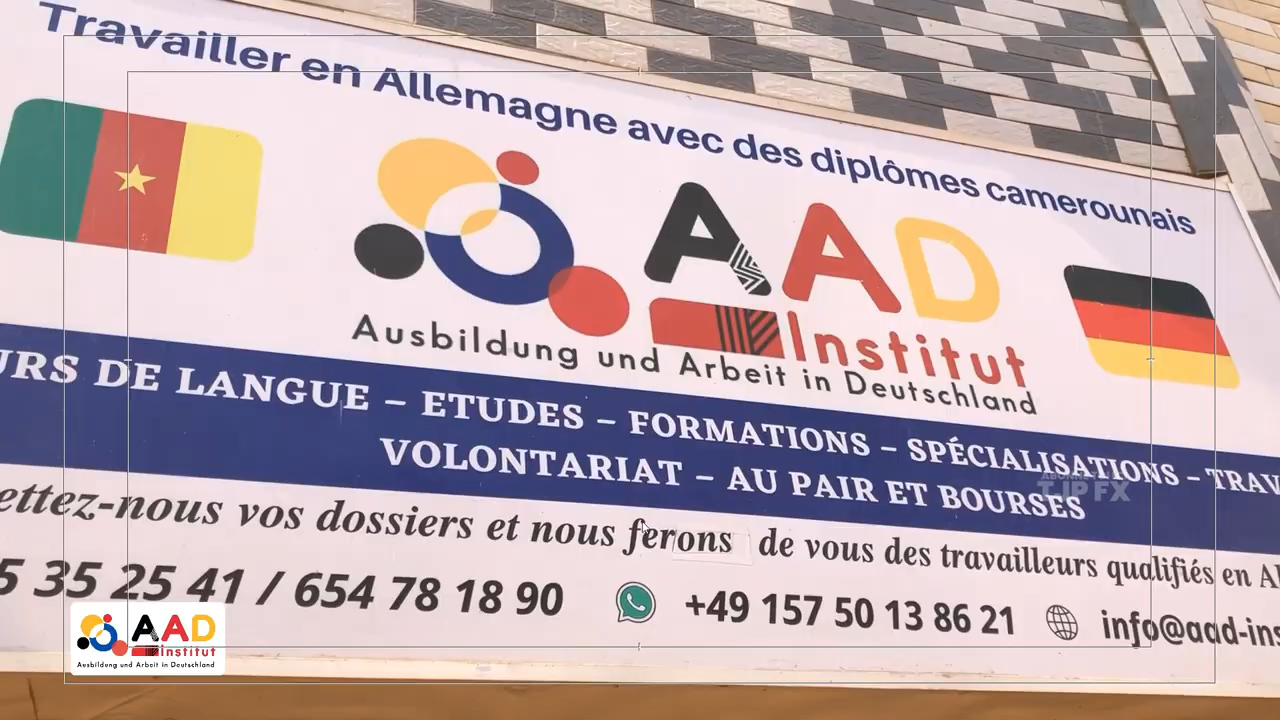 Travailler en Allemagne avec des diplômes camerounais
AAD
Institut
Ausbildung und Arbeit in Deutschland
URS DE LANGUE – ETUDES – FORMATIONS – SPÉCIALISATIONS – TRAV
VOLONTARIAT – AU PAIR ET BOURSES
ettez-nous vos dossiers et nous ferons de vous des travailleurs qualifiés en Al
5 35 25 41 / 654 78 18 90
+49 157 50 13 86 21
info@aad-ins
AAD
Institut
Ausbildung und Arbeit in Deutschland
TJP FX